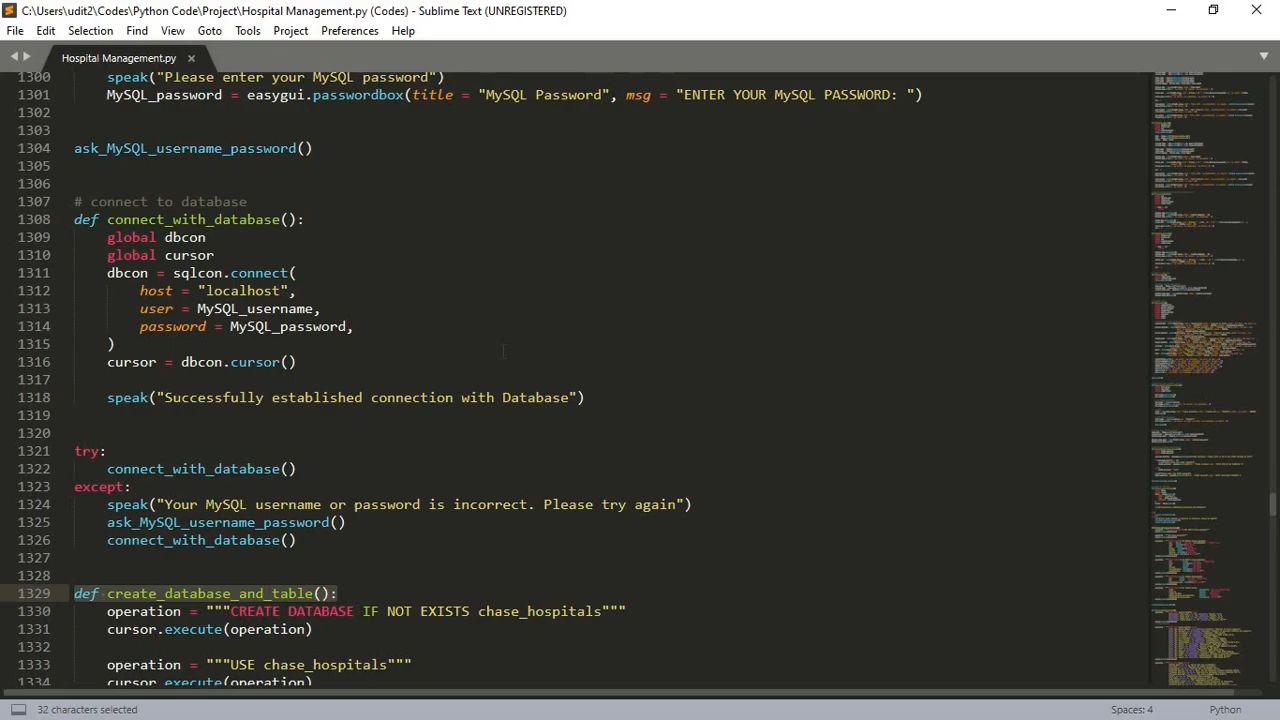 C:\Users\udit2\Codes\Python Code\Project\Hospital Management.py (Codes) - Sublime Text (UNREGISTERED)
File Edit Selection Find View Goto Tools Project Preferences Help
Hospital Management.py
1300 speak("Please enter your MySQL password")
1301 MySQL_password = easygui.passwordbox(title = "MySQL Password", msg = "ENTER YOUR MySQL PASSWORD: ")
1302
1303
1304 ask_MySQL_username_password()
1305
1306
1307 # connect to database
1308 def connect_with_database():
1309 global dbcon
1310 global cursor
1311 dbcon = sqlcon.connect(
1312 host = "localhost",
1313 user = MySQL_username,
1314 password = MySQL_password,
1315 )
1316 cursor = dbcon.cursor()
1317
1318 speak("Successfully established connection with Database")
1319
1320
1321 try:
1322 connect_with_database()
1323 except:
1324 speak("Your MySQL username or password is incorrect. Please try again")
1325 ask_MySQL_username_password()
1326 connect_with_database()
1327
1328
1329 def create_database_and_table():
1330 operation = """CREATE DATABASE IF NOT EXISTS chase_hospitals"""
1331 cursor.execute(operation)
1332
1333 operation = """USE chase_hospitals"""
1334 cursor.execute(operation)
32 characters selected
Spaces: 4
Python